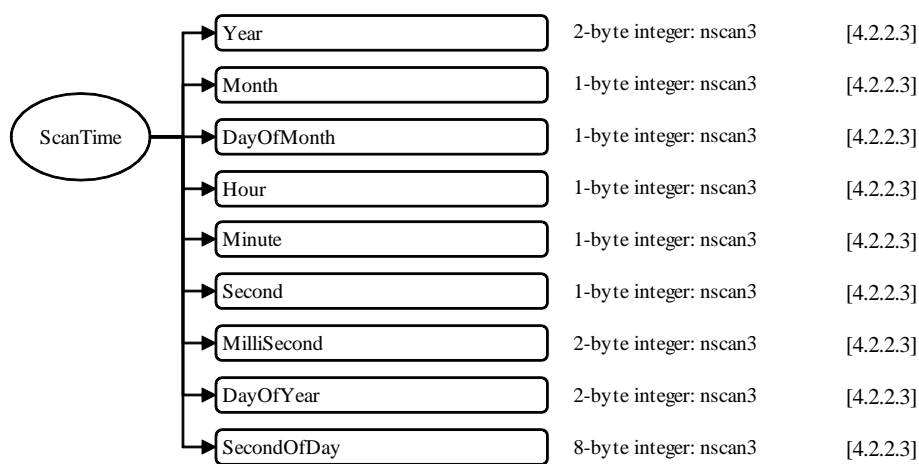 Year 2-byte integer: nscan3 [4.2.2.3]
Month 1-byte integer: nscan3 [4.2.2.3]
ScanTime
DayOfMonth 1-byte integer: nscan3 [4.2.2.3]
Hour 1-byte integer: nscan3 [4.2.2.3]
Minute 1-byte integer: nscan3 [4.2.2.3]
Second 1-byte integer: nscan3 [4.2.2.3]
MilliSecond 2-byte integer: nscan3 [4.2.2.3]
DayOfYear 2-byte integer: nscan3 [4.2.2.3]
SecondOfDay 8-byte integer: nscan3 [4.2.2.3]